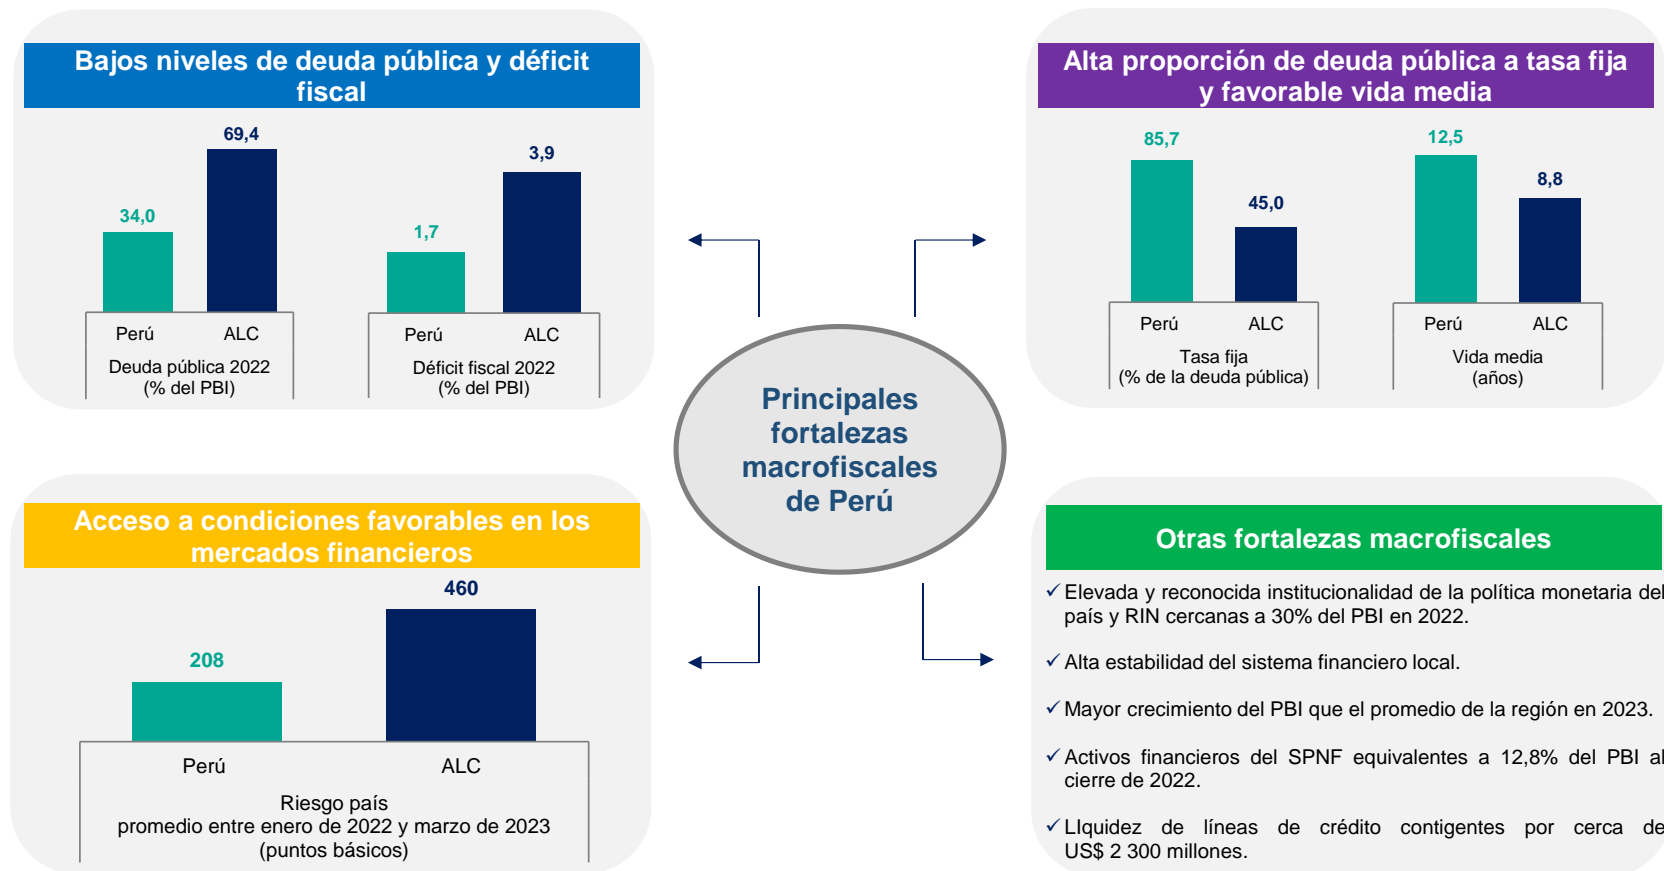 Bajos niveles de deuda pública y déficit
fiscal
69,4
34,0
3,9
1,7
Perú
ALC
Perú
ALC
Deuda pública 2022
(% del PBI)
Déficit fiscal 2022
(% del PBI)
Alta proporción de deuda pública a tasa fija
y favorable vida media
85,7
45,0
12,5
8,8
Perú
ALC
Perú
ALC
Tasa fija
(% de la deuda pública)
Vida media
(años)
Principales
fortalezas
macrofiscales
de Perú
Acceso a condiciones favorables en los
mercados financieros
460
208
Perú
ALC
Riesgo país
promedio entre enero de 2022 y marzo de 2023
(puntos básicos)
Otras fortalezas macrofiscales
✓ Elevada y reconocida institucionalidad de la política monetaria del
país y RIN cercanas a 30% del PBI en 2022.
✓ Alta estabilidad del sistema financiero local.
✓ Mayor crecimiento del PBI que el promedio de la región en 2023.
✓ Activos financieros del SPNF equivalentes a 12,8% del PBI al
cierre de 2022.
✓ LIquidez de líneas de crédito contigentes por cerca de
US$ 2 300 millones.